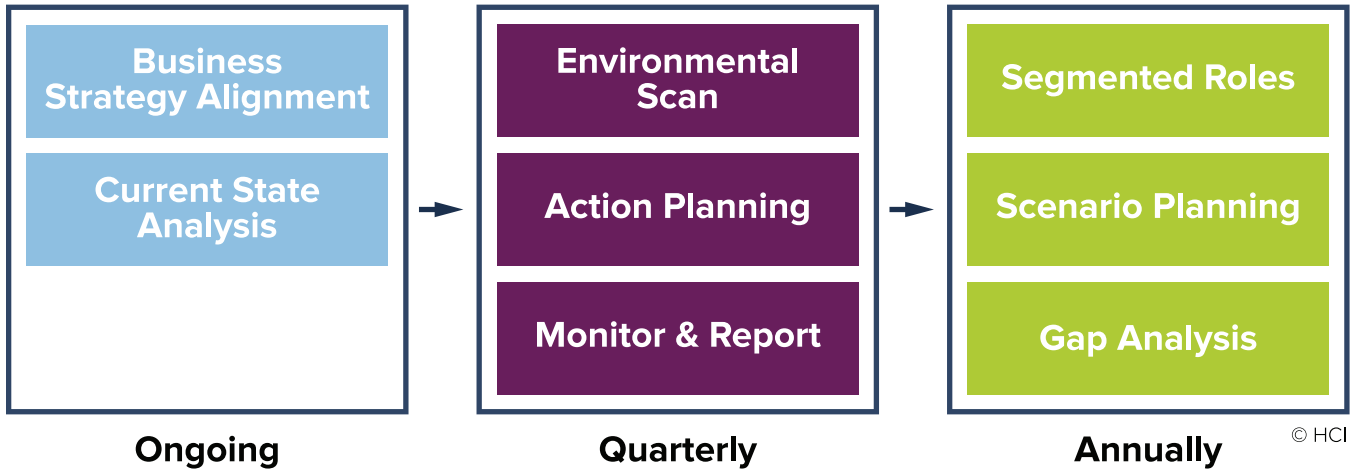 Business
Strategy Alignment
Current State
Analysis
Ongoing
Environmental
Scan
Action Planning
Monitor & Report
Quarterly
Segmented Roles
Scenario Planning
Gap Analysis
Annually
© HCI